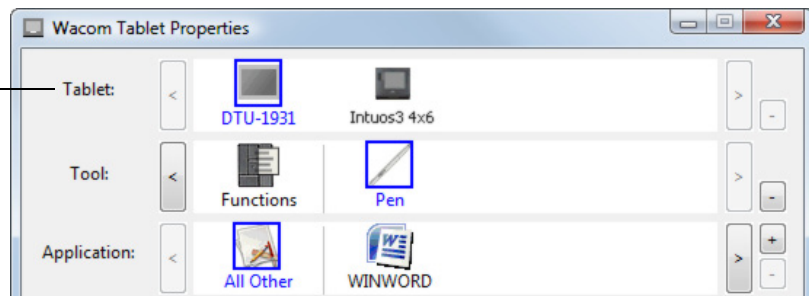 Wacom Tablet Properties
Tablet:
< DTU-1931 Intuos3 4x6 > -
Tool:
< Functions Pen > -
Application:
< All Other WINWORD > + -